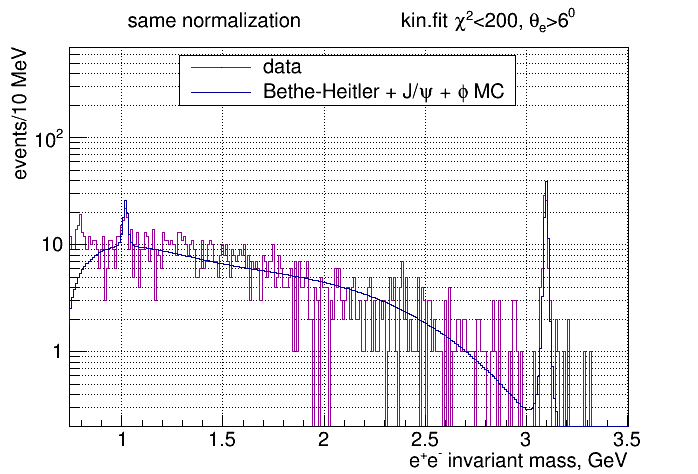 same normalization kin.fit χ²<200, θₑ>6⁰
data
Bethe-Heitler + J/ψ + ϕ MC
events/10 MeV
10²
10
1
1 1.5 2 2.5 3 3.5
e⁺e⁻ invariant mass, GeV